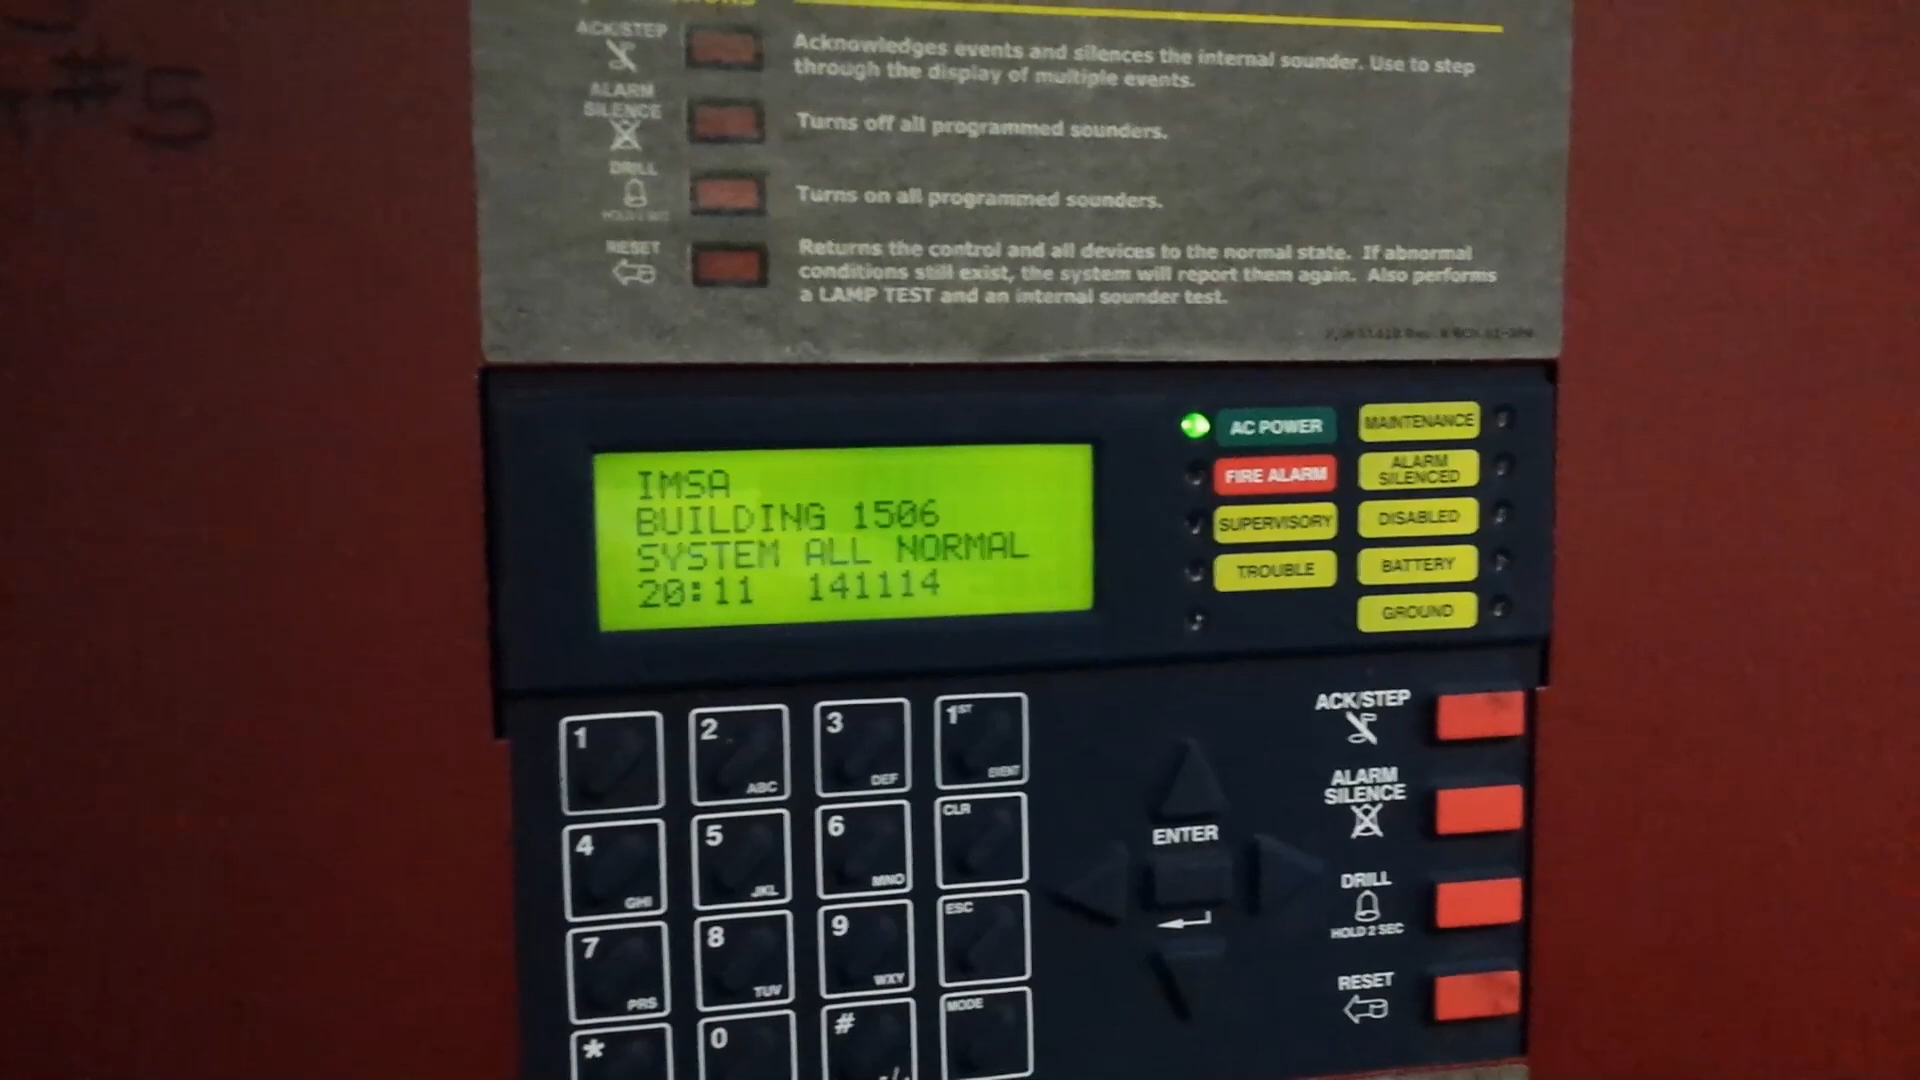 #5
ACK/STEP
Acknowledges events and silences the internal sounder. Use to step
through the display of multiple events.
ALARM
SILENCE
Turns off all programmed sounders.
DRILL
HOLD 2 SEC
Turns on all programmed sounders.
RESET
Returns the control and all devices to the normal state. If abnormal
conditions still exist, the system will report them again. Also performs
a LAMP TEST and an internal sounder test.
IMSA
BUILDING 1506
SYSTEM ALL NORMAL
20:11 141114
AC POWER
FIRE ALARM
SUPERVISORY
TROUBLE
MAINTENANCE
ALARM
SILENCED
DISABLED
BATTERY
GROUND
1
2 ABC
3 DEF
1ST EVENT
4 GHI
5 JKL
6 MNO
CLR
7 PRS
8 TUV
9 WXY
ESC
*
0
#
MODE
ENTER
ACK/STEP
ALARM
SILENCE
DRILL
HOLD 2 SEC
RESET